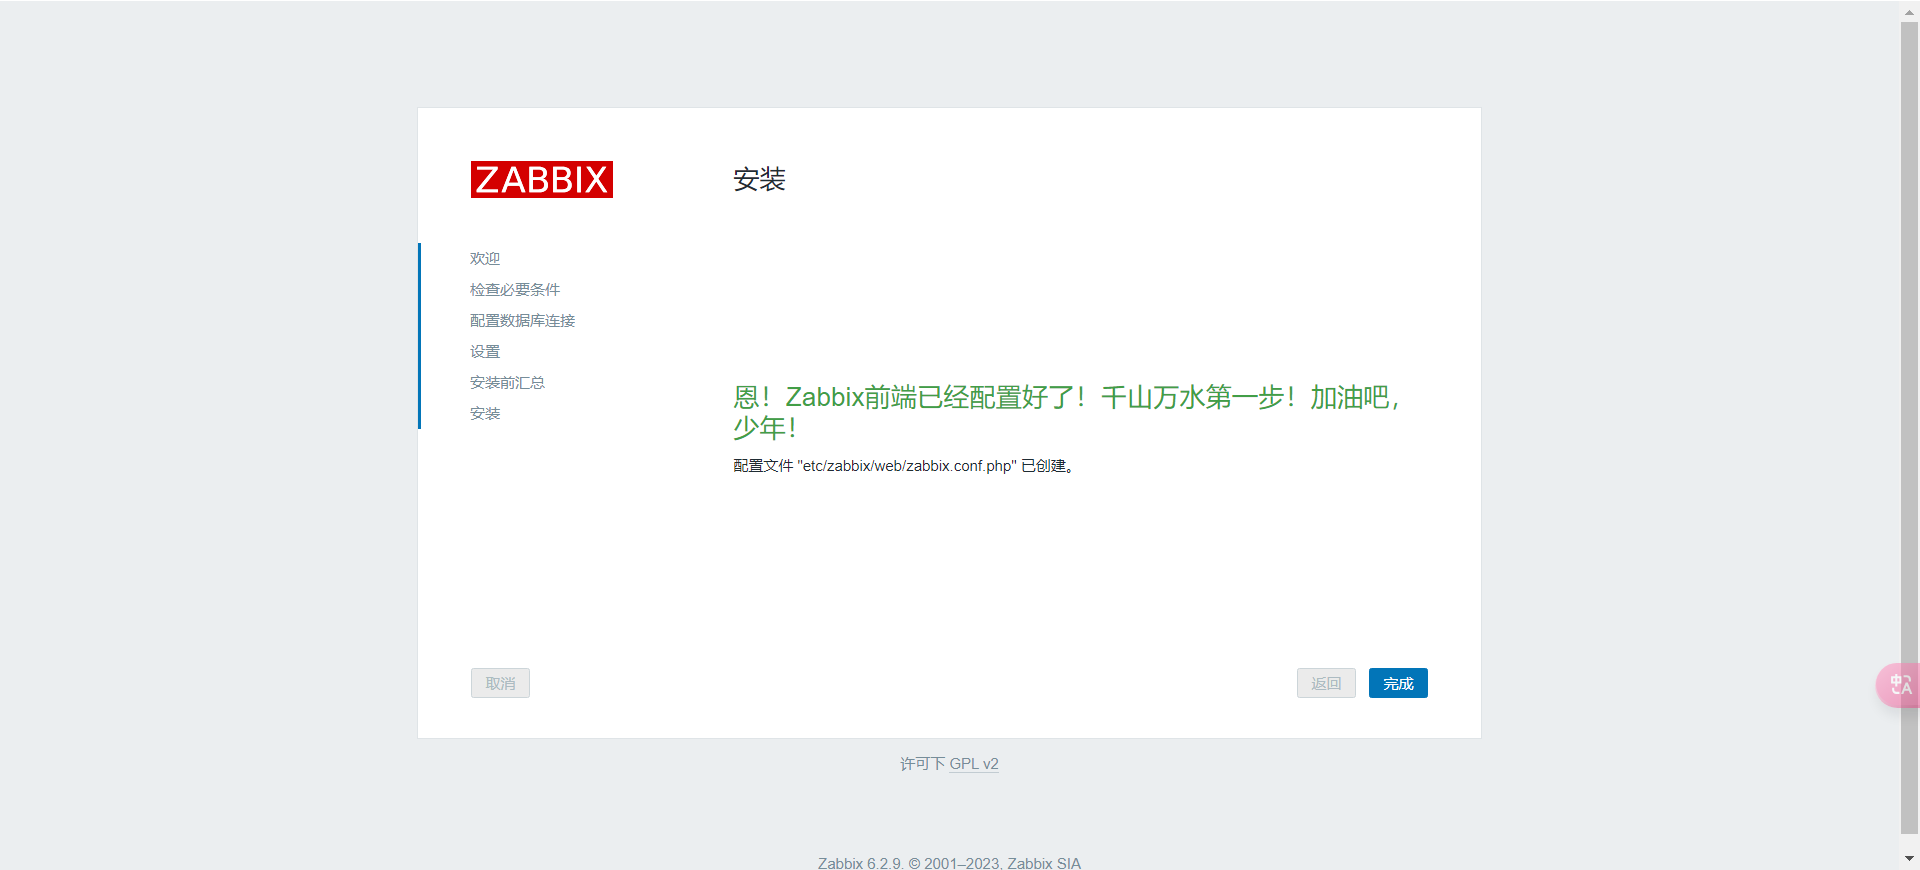 ZABBIX
安装
欢迎
检查必要条件
配置数据库连接
设置
安装前汇总
安装
恩！Zabbix前端已经配置好了！千山万水第一步！加油吧，
少年！
配置文件 "etc/zabbix/web/zabbix.conf.php" 已创建。
取消
返回
完成
中A
许可下 GPL v2
Zabbix 6.2.9. © 2001–2023, Zabbix SIA